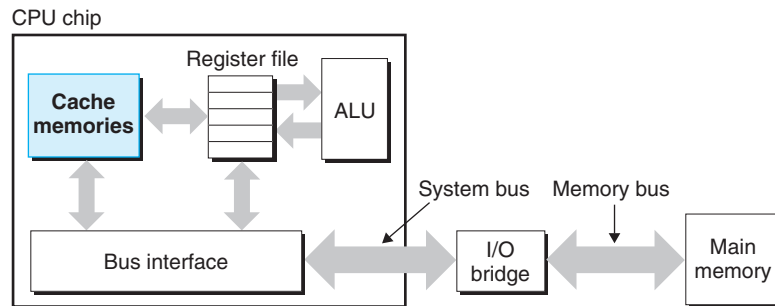 CPU chip
Register file
Cache
memories
ALU
System bus
Memory bus
Bus interface
I/O
bridge
Main
memory